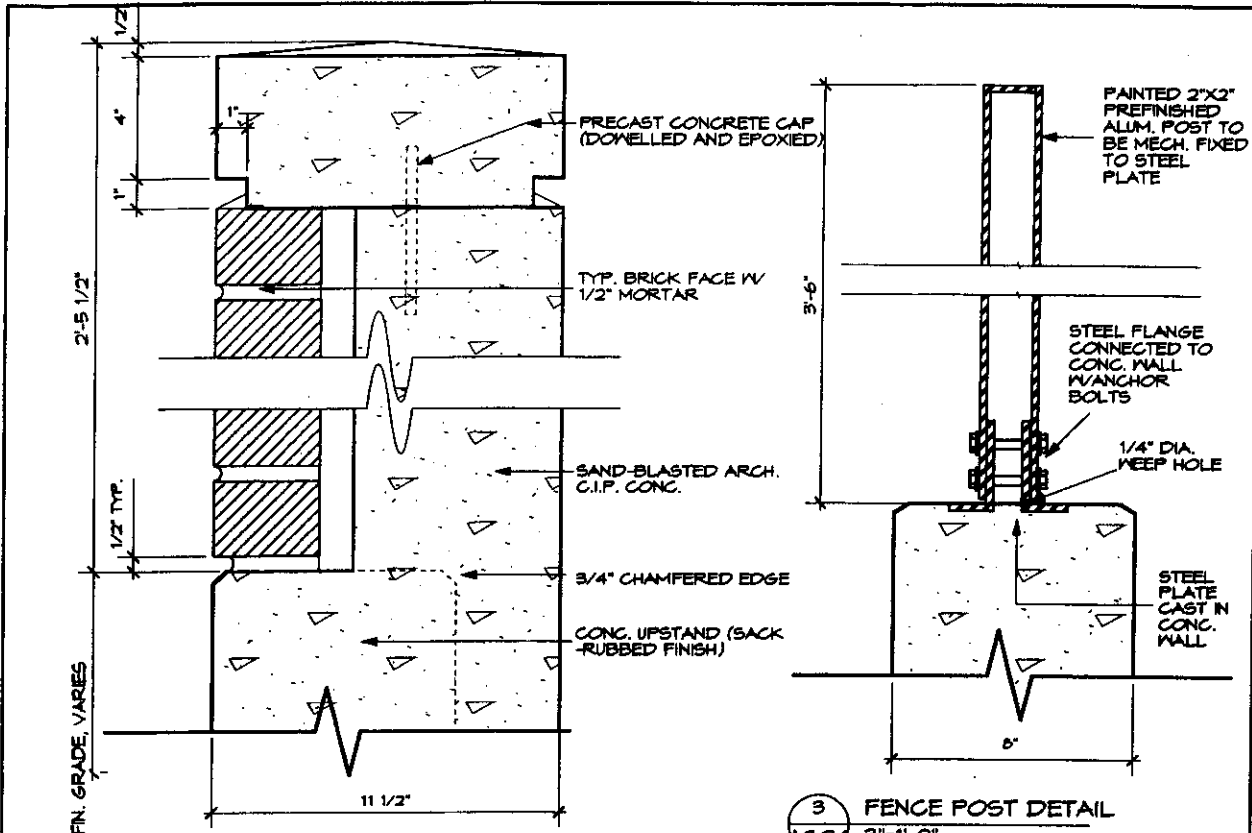 1/2"
4"
1"
1"
2'-5 1/2"
1/2" TYP.
FIN. GRADE, VARIES
11 1/2"
PRECAST CONCRETE CAP
(DOWELLED AND EPOXIED)
TYP. BRICK FACE W/
1/2" MORTAR
SAND-BLASTED ARCH.
C.I.P. CONC.
3/4" CHAMFERED EDGE
CONC. UPSTAND (SACK
-RUBBED FINISH)
3'-6"
PAINTED 2"X2"
PREFINISHED
ALUM. POST TO
BE MECH. FIXED
TO STEEL
PLATE
STEEL FLANGE
CONNECTED TO
CONC. WALL
W/ANCHOR
BOLTS
1/4" DIA.
WEEP HOLE
STEEL
PLATE
CAST IN
CONC.
WALL
8"
3 FENCE POST DETAIL